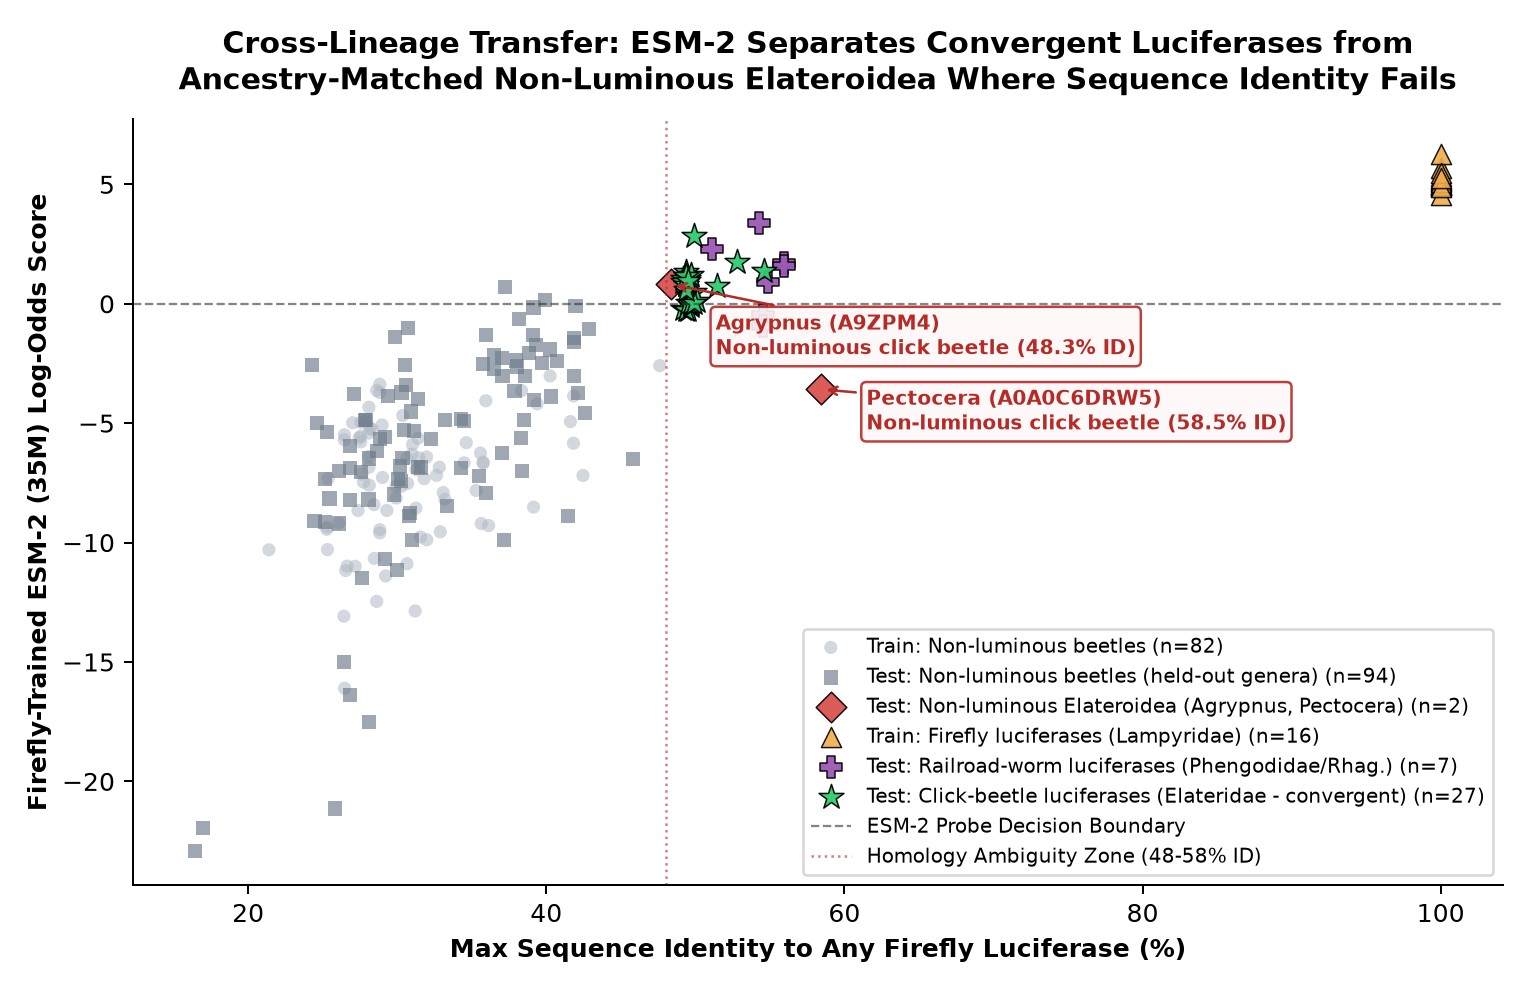 Cross-Lineage Transfer: ESM-2 Separates Convergent Luciferases from
Ancestry-Matched Non-Luminous Elateroidea Where Sequence Identity Fails
Firefly-Trained ESM-2 (35M) Log-Odds Score
5
0
−5
−10
−15
−20
Agrypnus (A9ZPM4)
Non-luminous click beetle (48.3% ID)
Pectocera (A0A0C6DRW5)
Non-luminous click beetle (58.5% ID)
Train: Non-luminous beetles (n=82)
Test: Non-luminous beetles (held-out genera) (n=94)
Test: Non-luminous Elateroidea (Agrypnus, Pectocera) (n=2)
Train: Firefly luciferases (Lampyridae) (n=16)
Test: Railroad-worm luciferases (Phengodidae/Rhag.) (n=7)
Test: Click-beetle luciferases (Elateridae - convergent) (n=27)
ESM-2 Probe Decision Boundary
Homology Ambiguity Zone (48-58% ID)
20
40
60
80
100
Max Sequence Identity to Any Firefly Luciferase (%)